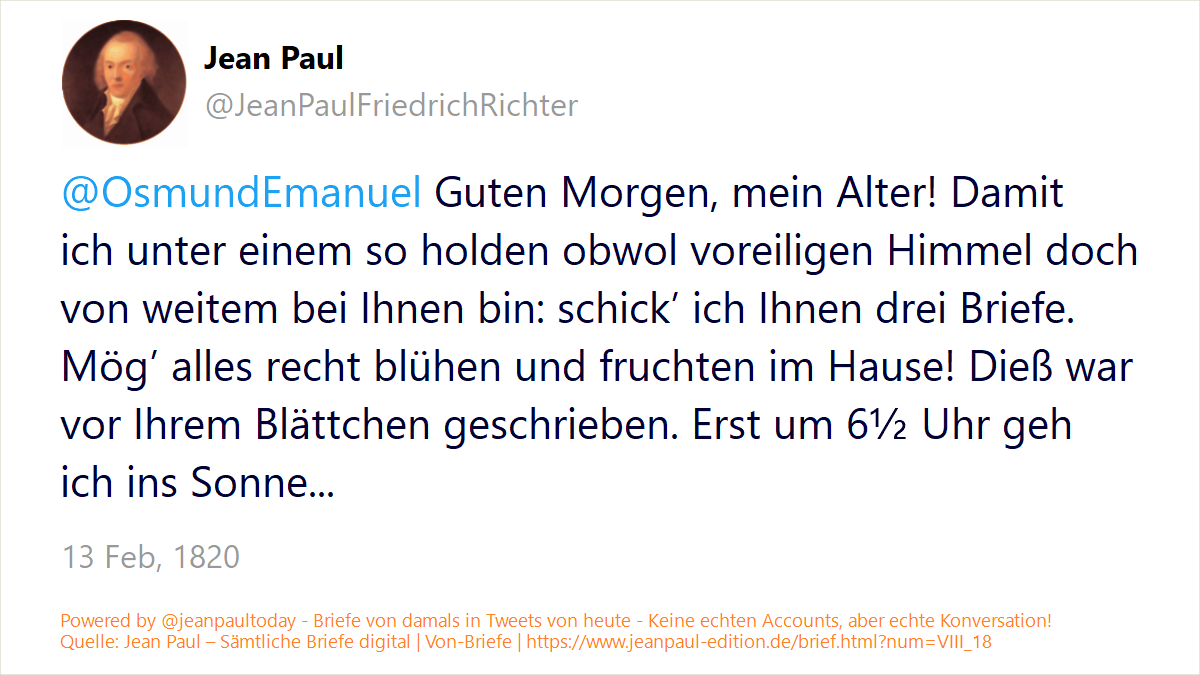 Jean Paul
@JeanPaulFriedrichRichter
@OsmundEmanuel Guten Morgen, mein Alter! Damit
ich unter einem so holden obwol voreiligen Himmel doch
von weitem bei Ihnen bin: schick’ ich Ihnen drei Briefe.
Mög’ alles recht blühen und fruchten im Hause! Dieß war
vor Ihrem Blättchen geschrieben. Erst um 6½ Uhr geh
ich ins Sonne...
13 Feb, 1820
Powered by @jeanpaultoday - Briefe von damals in Tweets von heute - Keine echten Accounts, aber echte Konversation!
Quelle: Jean Paul – Sämtliche Briefe digital | Von-Briefe | https://www.jeanpaul-edition.de/brief.html?num=VIII_18